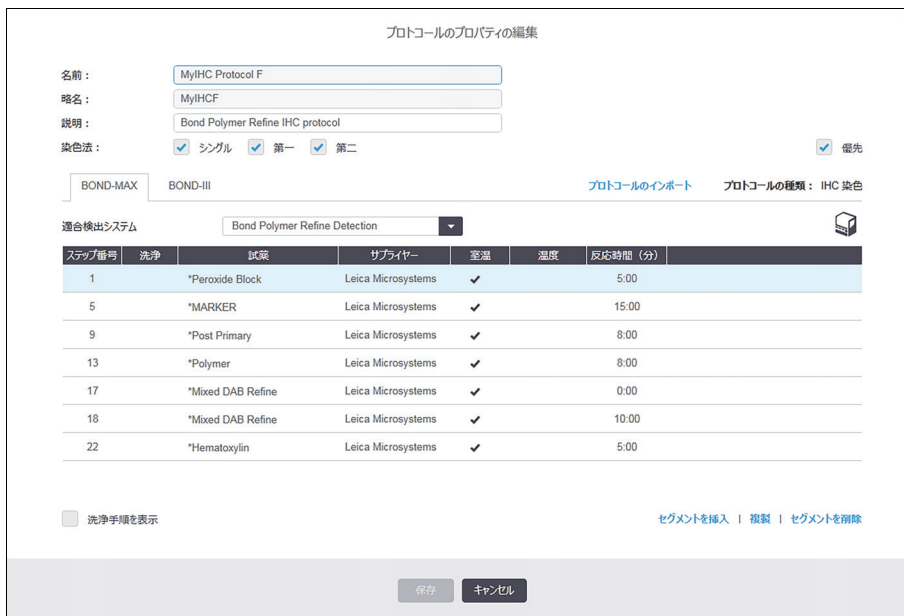 プロトコールのプロパティの編集
名前： MyIHC Protocol F
略名： MyIHCF
説明： Bond Polymer Refine IHC protocol
染色法： シングル 第一 第二 優先
BOND-MAX BOND-III プロトコールのインポート プロトコールの種類： IHC 染色
適合検出システム Bond Polymer Refine Detection
ステップ番号 洗浄 試薬 サプライヤー 室温 温度 反応時間（分）
1 *Peroxide Block Leica Microsystems ✔ 5:00
5 *MARKER Leica Microsystems ✔ 15:00
9 *Post Primary Leica Microsystems ✔ 8:00
13 *Polymer Leica Microsystems ✔ 8:00
17 *Mixed DAB Refine Leica Microsystems ✔ 0:00
18 *Mixed DAB Refine Leica Microsystems ✔ 10:00
22 *Hematoxylin Leica Microsystems ✔ 5:00
洗浄手順を表示 セグメントを挿入 | 複製 | セグメントを削除
保存 キャンセル